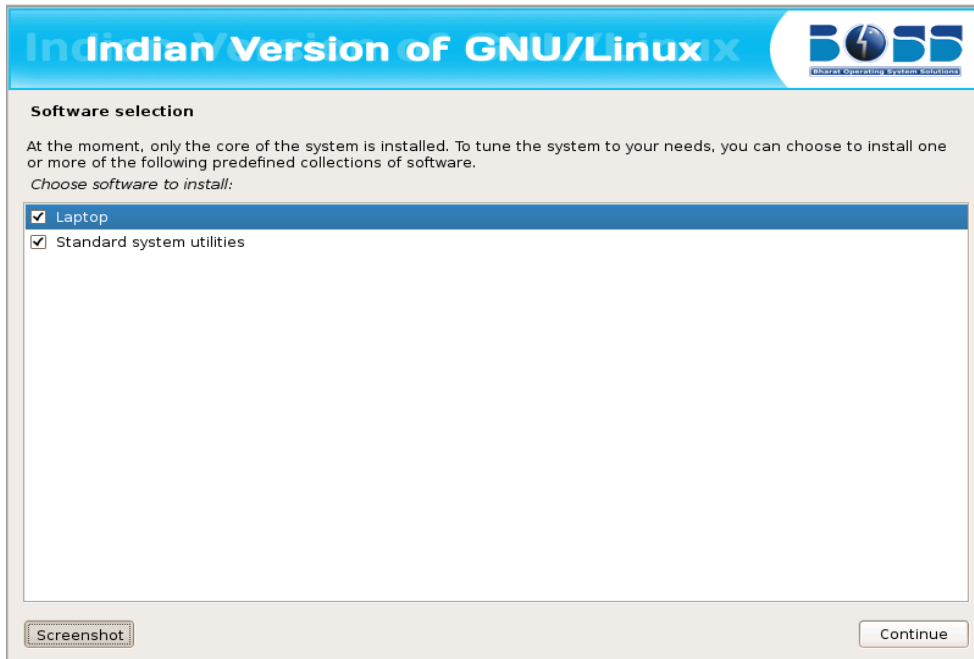 Indian Version of GNU/Linux
BOSS
Bharat Operating System Solutions
Software selection
At the moment, only the core of the system is installed. To tune the system to your needs, you can choose to install one
or more of the following predefined collections of software.
Choose software to install:
Laptop
Standard system utilities
Screenshot
Continue